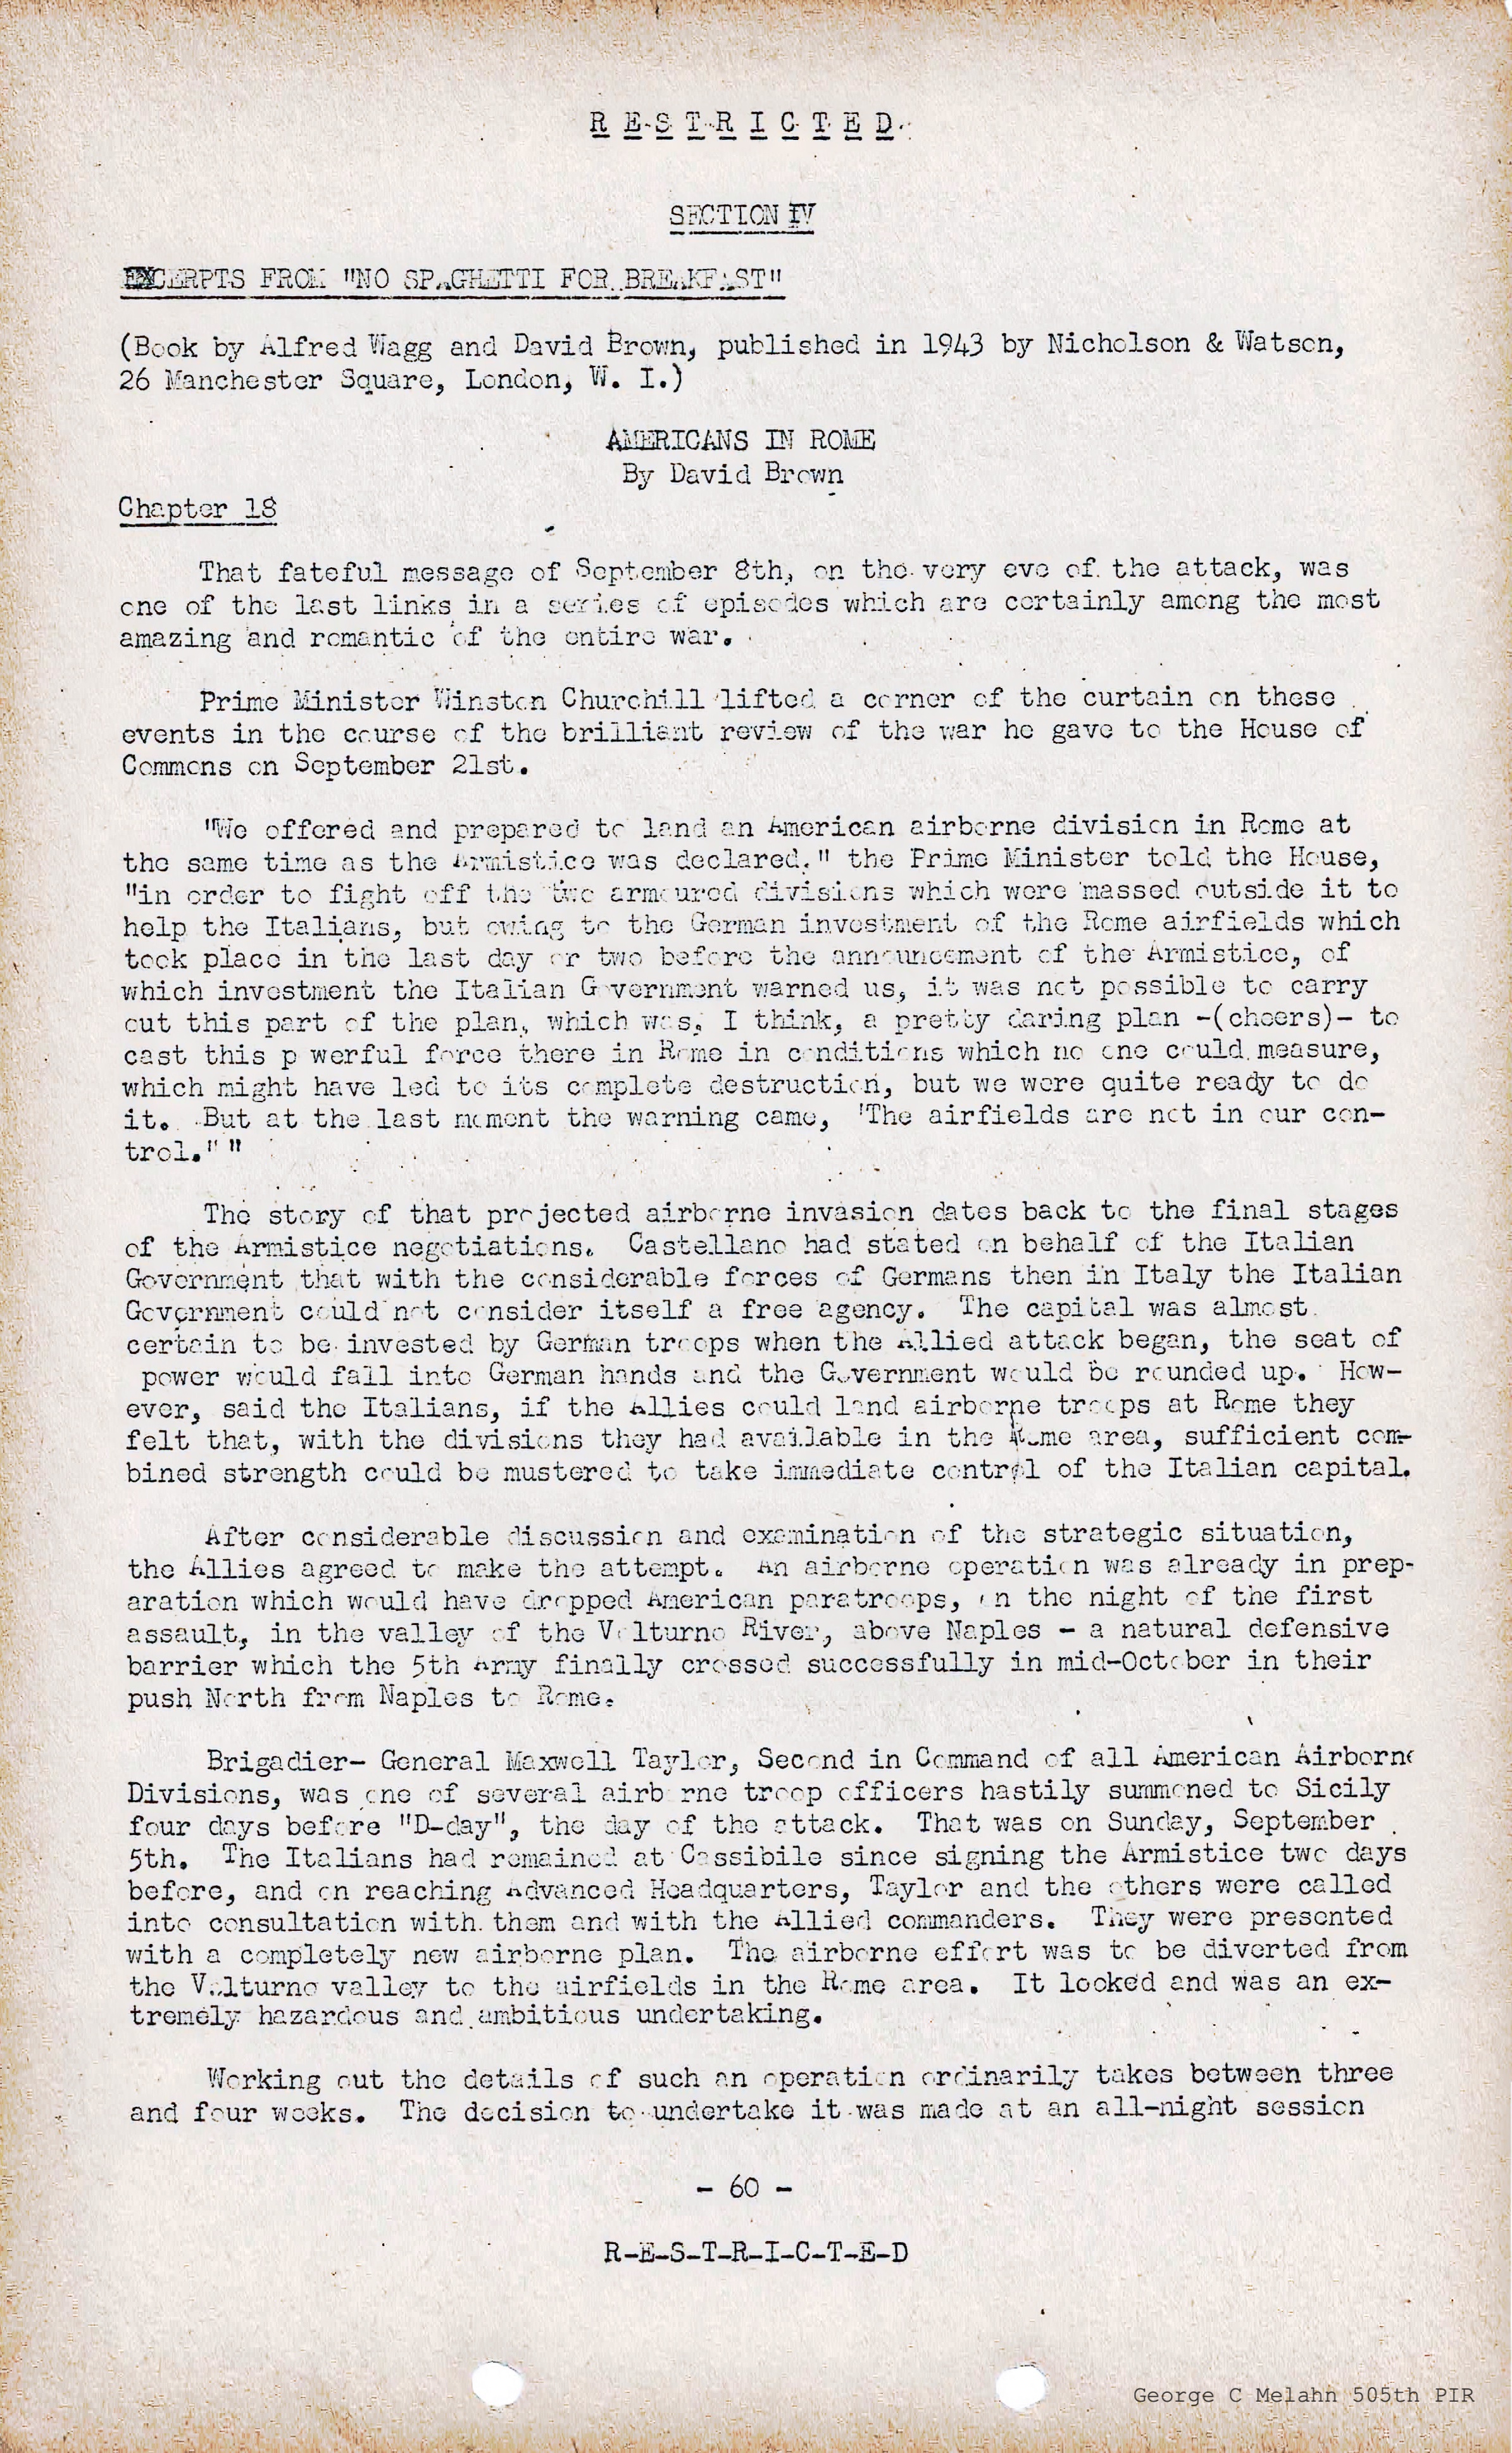 R E S T R I C T E D
SECTION IV
EXCERPTS FROM "NO SPAGHETTI FOR BREAKFAST"
(Book by Alfred Wagg and David Brown, published in 1943 by Nicholson & Watson,
26 Manchester Square, London, W. I.)
AMERICANS IN ROME
By David Brown
Chapter 18
That fateful message of September 8th, on the very eve of the attack, was
one of the last links in a series of episodes which are certainly among the most
amazing and romantic of the entire war.
Prime Minister Winston Churchill lifted a corner of the curtain on these
events in the course of the brilliant review of the war he gave to the House of
Commons on September 21st.
"We offered and prepared to land an American airborne division in Rome at
the same time as the Armistice was declared." the Prime Minister told the House,
"in order to fight off the two armoured divisions which were massed outside it to
help the Italians, but owing to the German investment of the Rome airfields which
took place in the last day or two before the announcement of the Armistice, of
which investment the Italian Government warned us, it was not possible to carry
out this part of the plan, which was, I think, a pretty daring plan -(cheers)- to
cast this powerful force there in Rome in conditions which no one could measure,
which might have led to its complete destruction, but we were quite ready to do
it. But at the last moment the warning came, 'The airfields are not in our con-
trol.' "
The story of that projected airborne invasion dates back to the final stages
of the Armistice negotiations. Castellano had stated on behalf of the Italian
Government that with the considerable forces of Germans then in Italy the Italian
Government could not consider itself a free agency. The capital was almost
certain to be invested by German troops when the Allied attack began, the seat of
power would fall into German hands and the Government would be rounded up. How-
ever, said the Italians, if the Allies could land airborne troops at Rome they
felt that, with the divisions they had available in the Rome area, sufficient com-
bined strength could be mustered to take immediate control of the Italian capital.
After considerable discussion and examination of the strategic situation,
the Allies agreed to make the attempt. An airborne operation was already in prep-
aration which would have dropped American paratroops, on the night of the first
assault, in the valley of the Volturno River, above Naples - a natural defensive
barrier which the 5th Army finally crossed successfully in mid-October in their
push North from Naples to Rome.
Brigadier- General Maxwell Taylor, Second in Command of all American Airborne
Divisions, was one of several airborne troop officers hastily summoned to Sicily
four days before "D-day", the day of the attack. That was on Sunday, September
5th. The Italians had remained at Cassibile since signing the Armistice two days
before, and on reaching Advanced Headquarters, Taylor and the others were called
into consultation with them and with the Allied commanders. They were presented
with a completely new airborne plan. The airborne effort was to be diverted from
the Volturno valley to the airfields in the Rome area. It looked and was an ex-
tremely hazardous and ambitious undertaking.
Working out the details of such an operation ordinarily takes between three
and four weeks. The decision to undertake it was made at an all-night session
- 60 -
R-E-S-T-R-I-C-T-E-D
George C Melahn 505th PIR